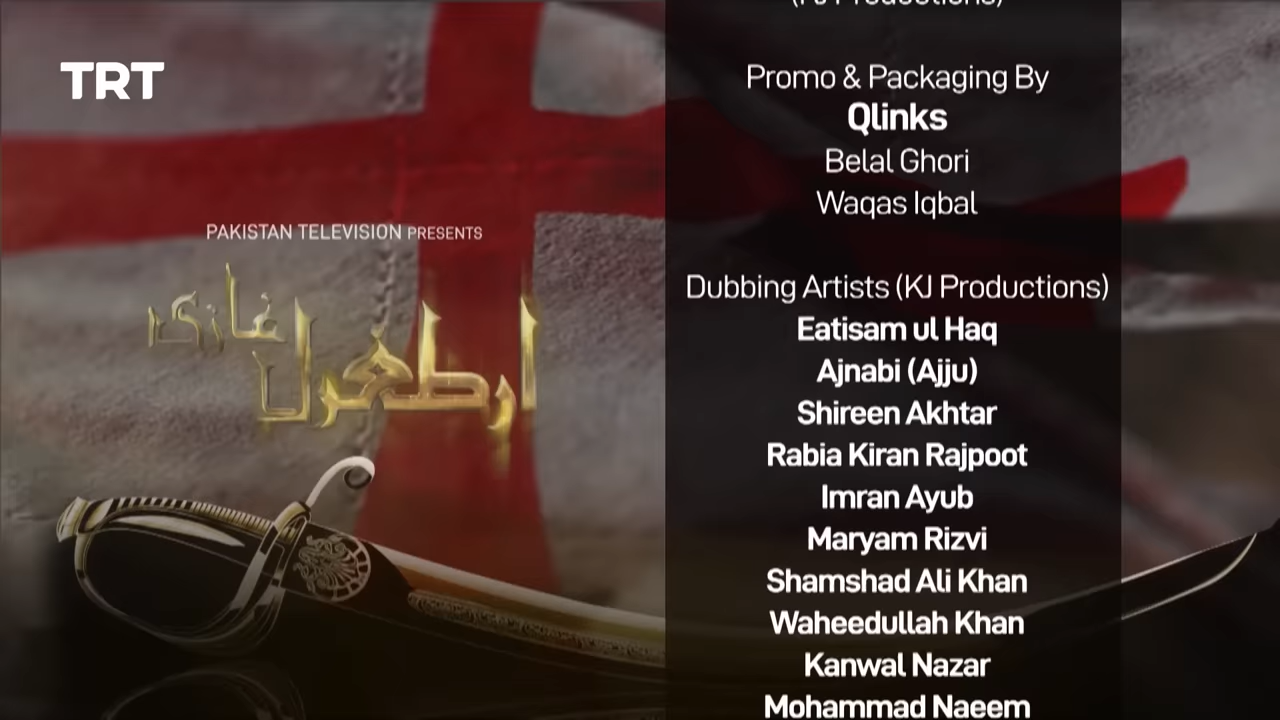 TRT
PAKISTAN TELEVISION PRESENTS
ارطغرل
غازی
(KJ Productions)
Promo & Packaging By
Qlinks
Belal Ghori
Waqas Iqbal
Dubbing Artists (KJ Productions)
Eatisam ul Haq
Ajnabi (Ajju)
Shireen Akhtar
Rabia Kiran Rajpoot
Imran Ayub
Maryam Rizvi
Shamshad Ali Khan
Waheedullah Khan
Kanwal Nazar
Mohammad Naeem